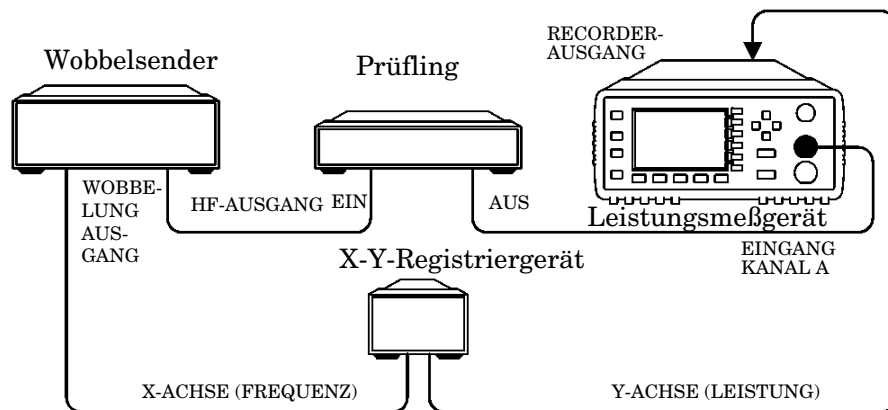 RECORDER-
AUSGANG
Wobbelsender
Prüfling
WOBBE-
LUNG
AUS-
GANG
HF-AUSGANG
EIN
AUS
Leistungsmeßgerät
EINGANG
KANAL A
X-Y-Registriergerät
X-ACHSE (FREQUENZ)
Y-ACHSE (LEISTUNG)